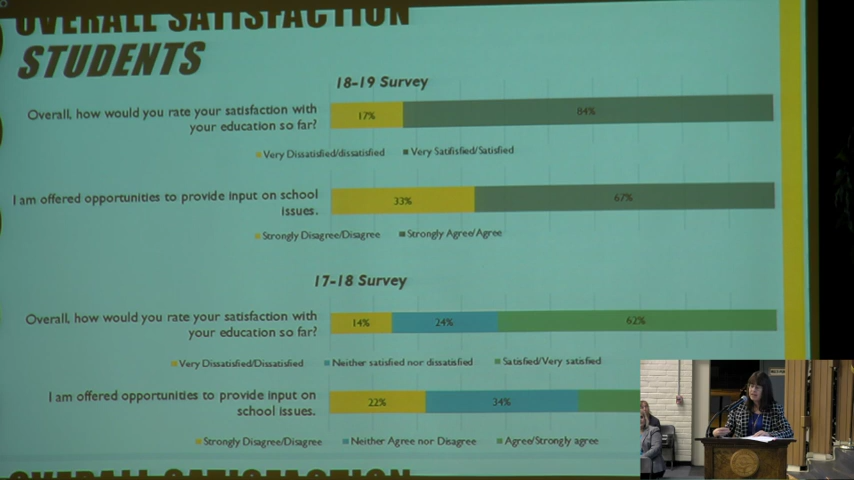 OVERALL SATISFACTION
STUDENTS
18-19 Survey
Overall, how would you rate your satisfaction with
your education so far?
17%
84%
Very Dissatisfied/dissatisfied
Very Satifisfied/Satisfied
I am offered opportunities to provide input on school
issues.
33%
67%
Strongly Disagree/Disagree
Strongly Agree/Agree
17-18 Survey
Overall, how would you rate your satisfaction with
your education so far?
14%
24%
62%
Very Dissatisfied/Dissatisfied
Neither satisfied nor dissatisfied
Satisfied/Very satisfied
I am offered opportunities to provide input on
school issues.
22%
34%
Strongly Disagree/Disagree
Neither Agree nor Disagree
Agree/Strongly agree
OVERALL SATISFACTION